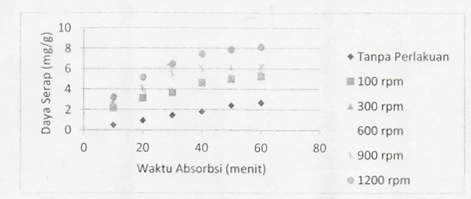 10
8
6
4
2
0
0
20
40
60
80
Daya Serap (mg/g)
Waktu Absorbsi (menit)
Tanpa Perlakuan
100 rpm
300 rpm
600 rpm
900 rpm
1200 rpm